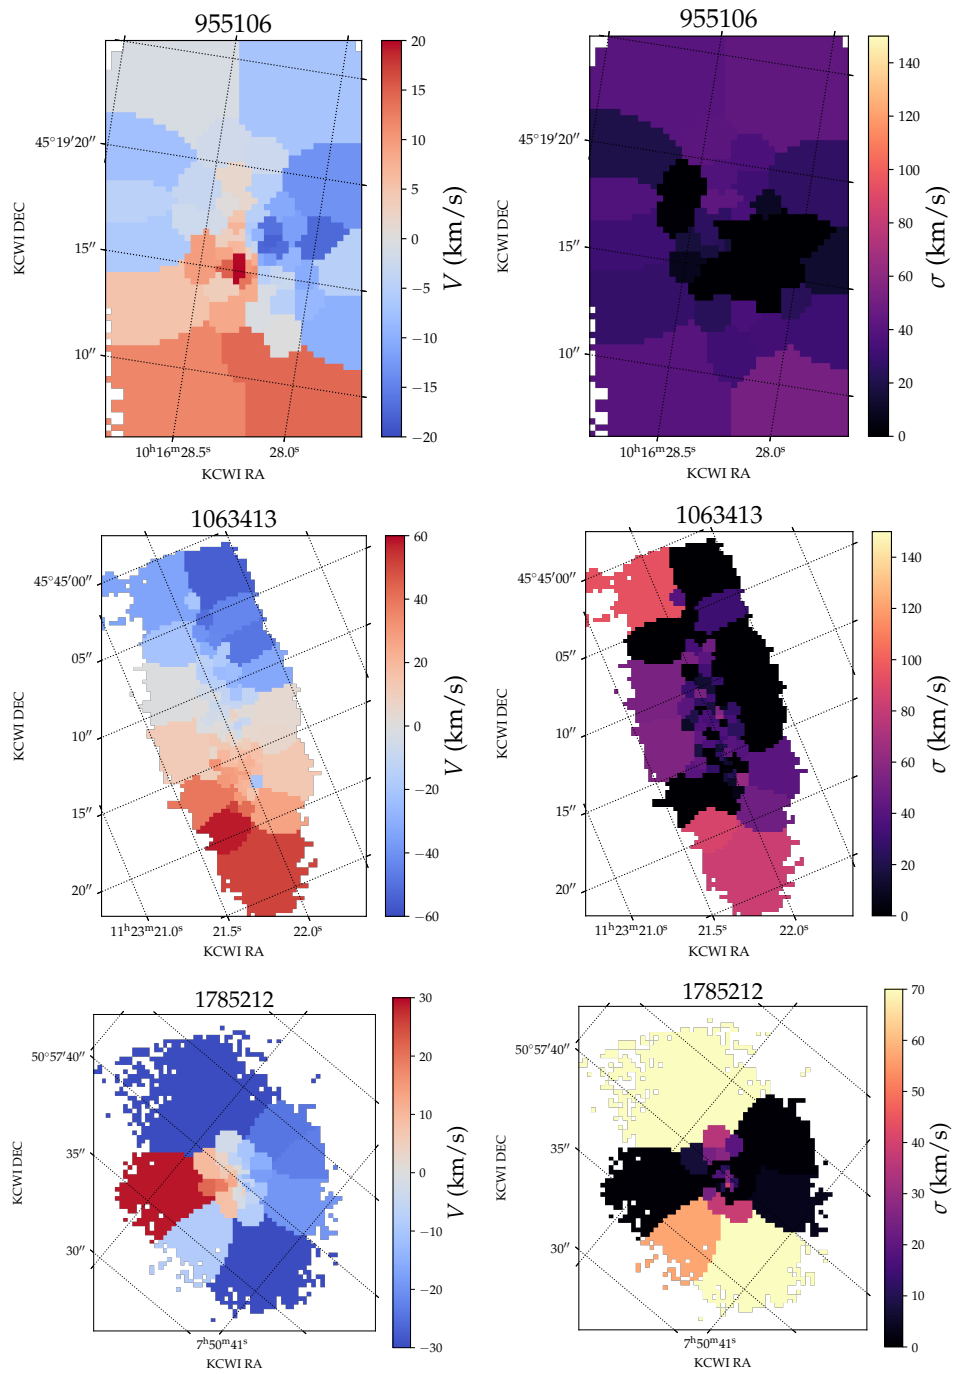 955106
45°19′20″
15″
10″
KCWI DEC
10ʰ16ᵐ28.5ˢ
28.0ˢ
KCWI RA
20
15
10
5
0
−5
−10
−15
−20
V (km/s)
955106
45°19′20″
15″
10″
KCWI DEC
10ʰ16ᵐ28.5ˢ
28.0ˢ
KCWI RA
140
120
100
80
60
40
20
0
σ (km/s)
1063413
45°45′00″
05″
10″
15″
20″
KCWI DEC
11ʰ23ᵐ21.0ˢ
21.5ˢ
22.0ˢ
KCWI RA
60
40
20
0
−20
−40
−60
V (km/s)
1063413
45°45′00″
05″
10″
15″
20″
KCWI DEC
11ʰ23ᵐ21.0ˢ
21.5ˢ
22.0ˢ
KCWI RA
140
120
100
80
60
40
20
0
σ (km/s)
1785212
50°57′40″
35″
30″
KCWI DEC
7ʰ50ᵐ41ˢ
KCWI RA
30
20
10
0
−10
−20
−30
V (km/s)
1785212
50°57′40″
35″
30″
KCWI DEC
7ʰ50ᵐ41ˢ
KCWI RA
70
60
50
40
30
20
10
0
σ (km/s)